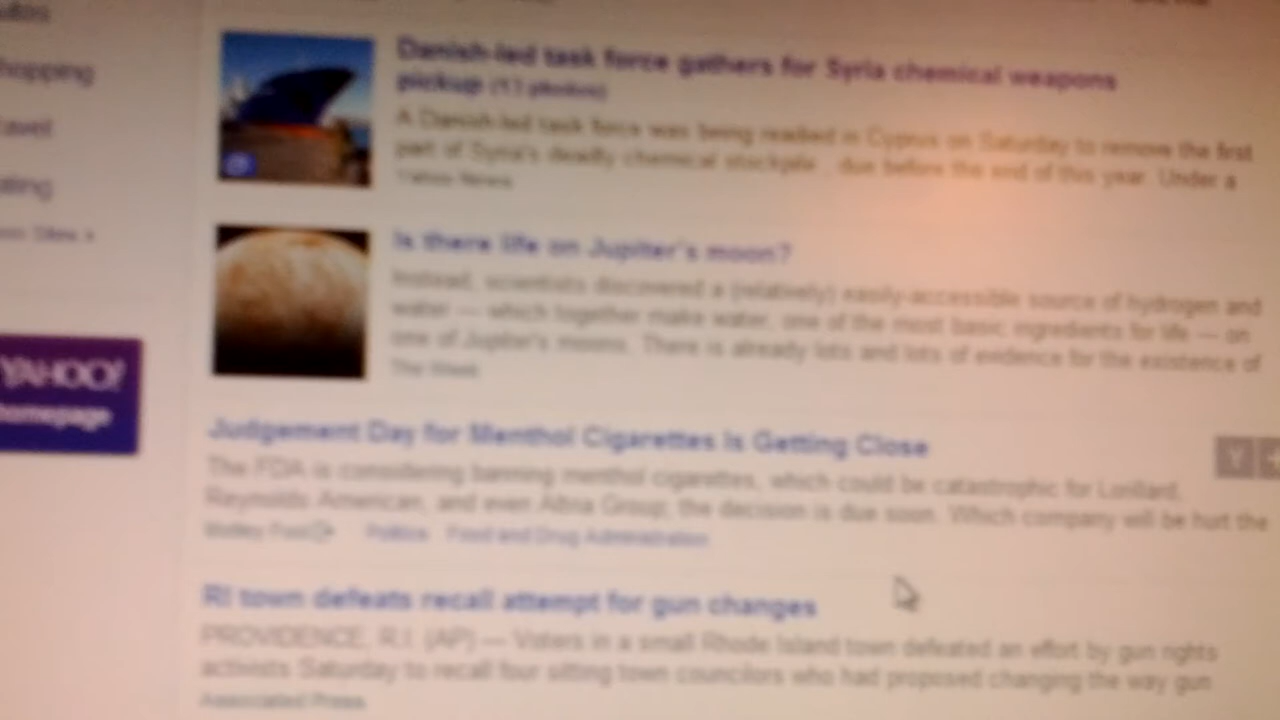 hopping
Danish-led task force gathers for Syria chemical weapons
pickup (13 photos)
A Danish-led task force was being readied in Cyprus on Saturday to remove the first
part of Syria's deadly chemical stockpile , due before the end of this year. Under a
Yahoo News
Is there life on Jupiter's moon?
Instead, scientists discovered a (relatively) easily-accessible source of hydrogen and
water — which together make water, one of the most basic ingredients for life — on
one of Jupiter's moons. There is already lots and lots of evidence for the existence of
The Week
YAHOO!
homepage
Judgement Day for Menthol Cigarettes Is Getting Close
The FDA is considering banning menthol cigarettes, which could be catastrophic for Lorillard,
Reynolds American, and even Altria Group; the decision is due soon. Which company will be hurt the
Motley Fool Politics Food and Drug Administration
Y +
RI town defeats recall attempt for gun changes
PROVIDENCE, R.I. (AP) — Voters in a small Rhode Island town defeated an effort by gun rights
activists Saturday to recall four sitting town councilors who had proposed changing the way gun
Associated Press